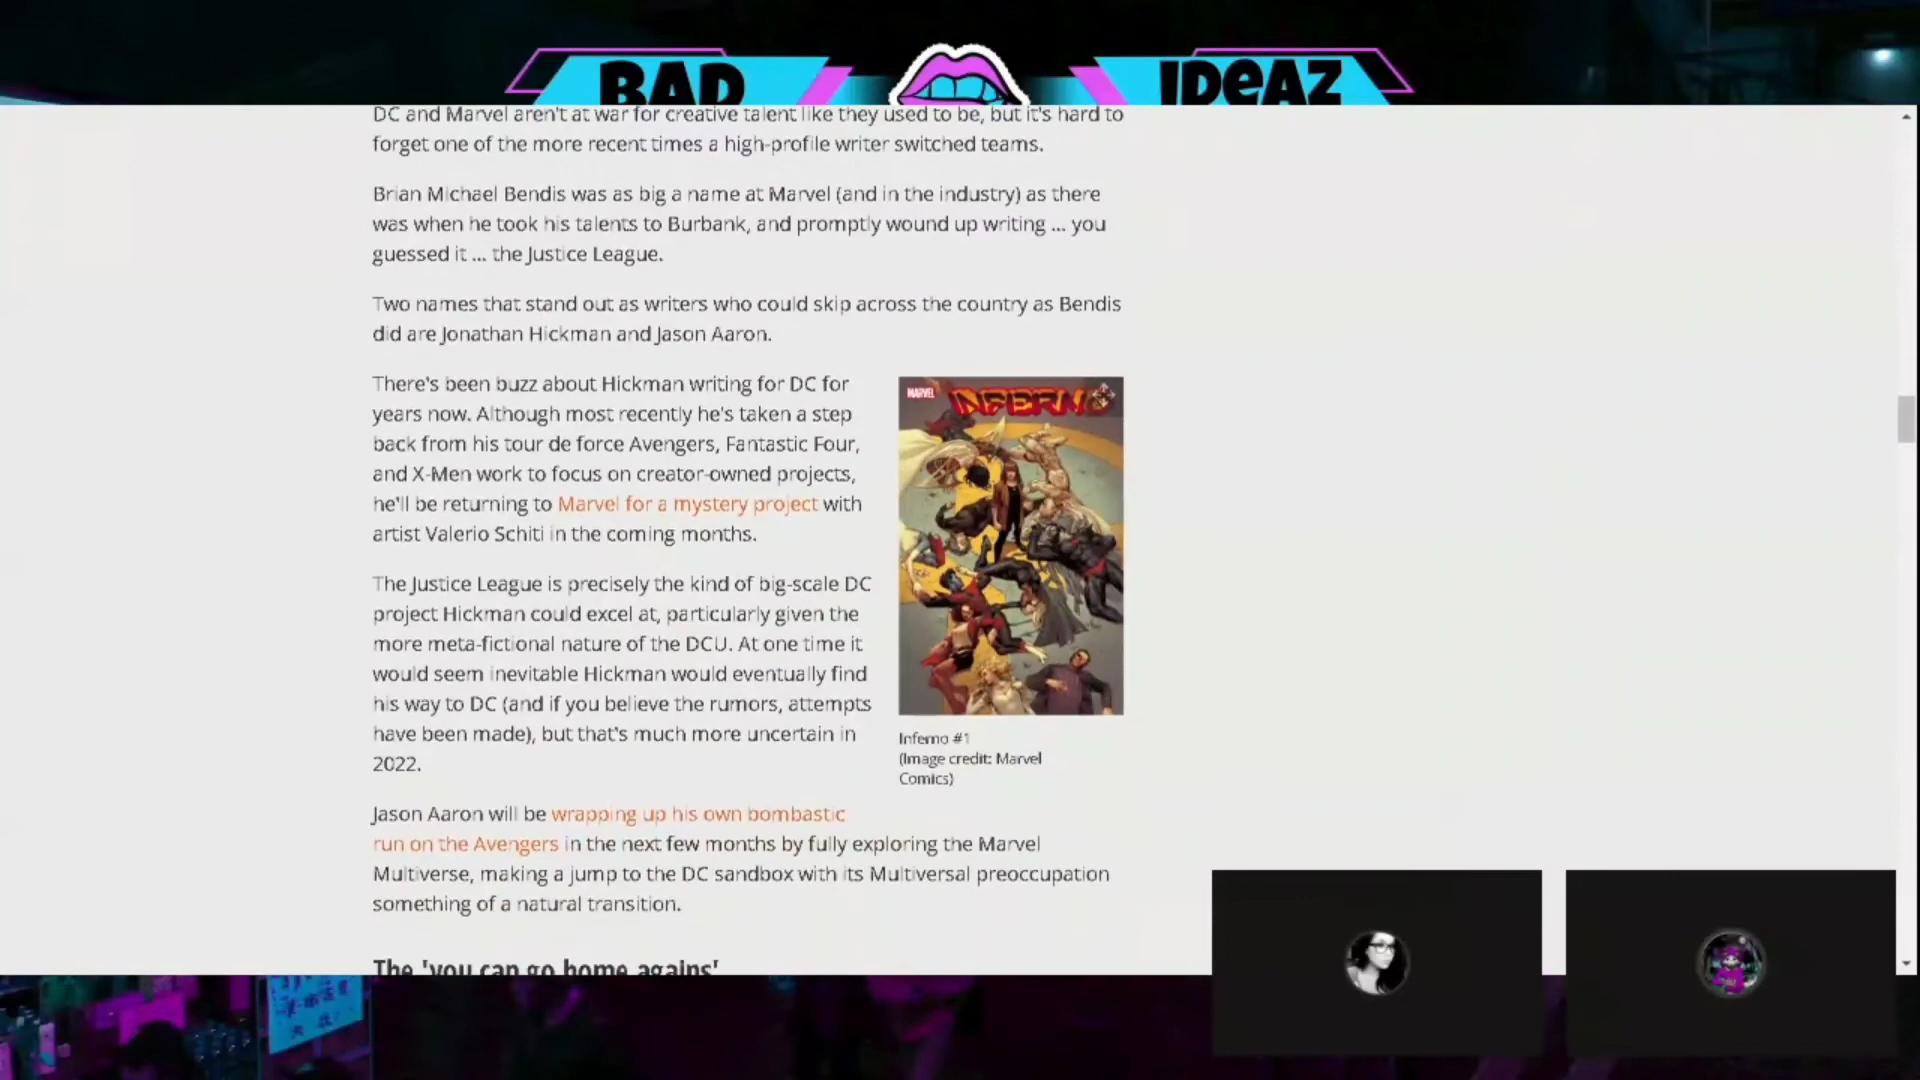 BAD IDEAZ
DC and Marvel aren't at war for creative talent like they used to be, but it's hard to
forget one of the more recent times a high-profile writer switched teams.
Brian Michael Bendis was as big a name at Marvel (and in the industry) as there
was when he took his talents to Burbank, and promptly wound up writing ... you
guessed it ... the Justice League.
Two names that stand out as writers who could skip across the country as Bendis
did are Jonathan Hickman and Jason Aaron.
There's been buzz about Hickman writing for DC for
years now. Although most recently he's taken a step
back from his tour de force Avengers, Fantastic Four,
and X-Men work to focus on creator-owned projects,
he'll be returning to Marvel for a mystery project with
artist Valerio Schiti in the coming months.
The Justice League is precisely the kind of big-scale DC
project Hickman could excel at, particularly given the
more meta-fictional nature of the DCU. At one time it
would seem inevitable Hickman would eventually find
his way to DC (and if you believe the rumors, attempts
have been made), but that's much more uncertain in
2022.
MARVEL
INFERNO
Inferno #1
(Image credit: Marvel
Comics)
Jason Aaron will be wrapping up his own bombastic
run on the Avengers in the next few months by fully exploring the Marvel
Multiverse, making a jump to the DC sandbox with its Multiversal preoccupation
something of a natural transition.
The 'you can go home agains'